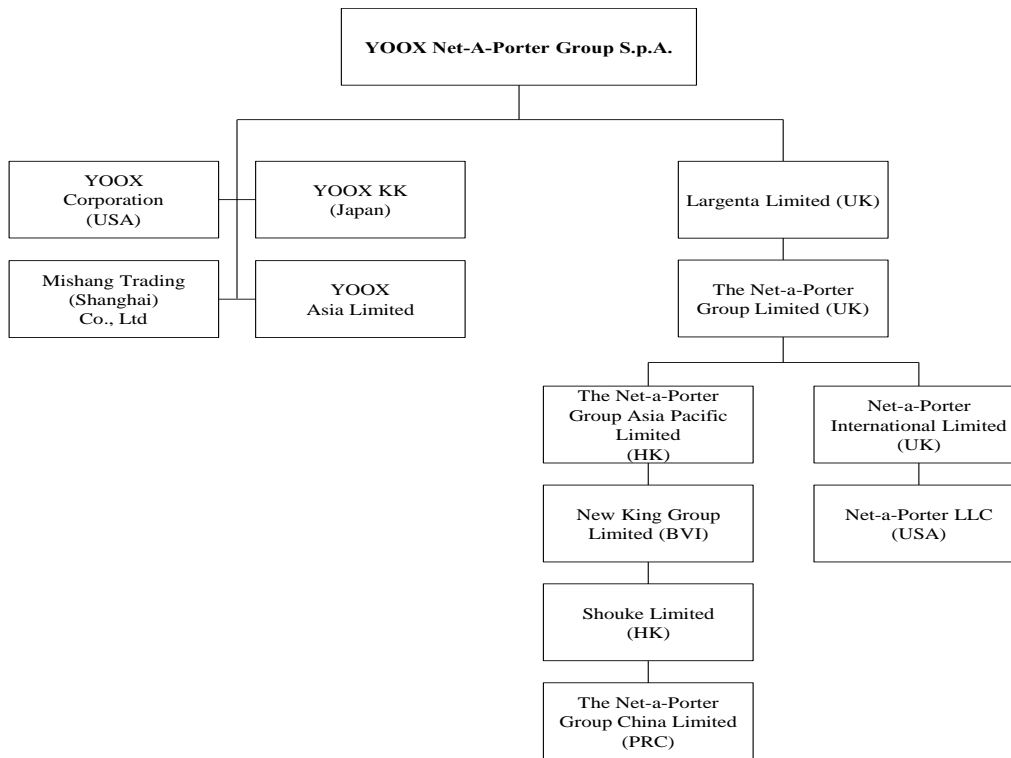 YOOX Net-A-Porter Group S.p.A.
YOOX
Corporation
(USA)
YOOX KK
(Japan)
Largenta Limited (UK)
Mishang Trading
(Shanghai)
Co., Ltd
YOOX
Asia Limited
The Net-a-Porter
Group Limited (UK)
The Net-a-Porter
Group Asia Pacific
Limited
(HK)
Net-a-Porter
International Limited
(UK)
New King Group
Limited (BVI)
Net-a-Porter LLC
(USA)
Shouke Limited
(HK)
The Net-a-Porter
Group China Limited
(PRC)